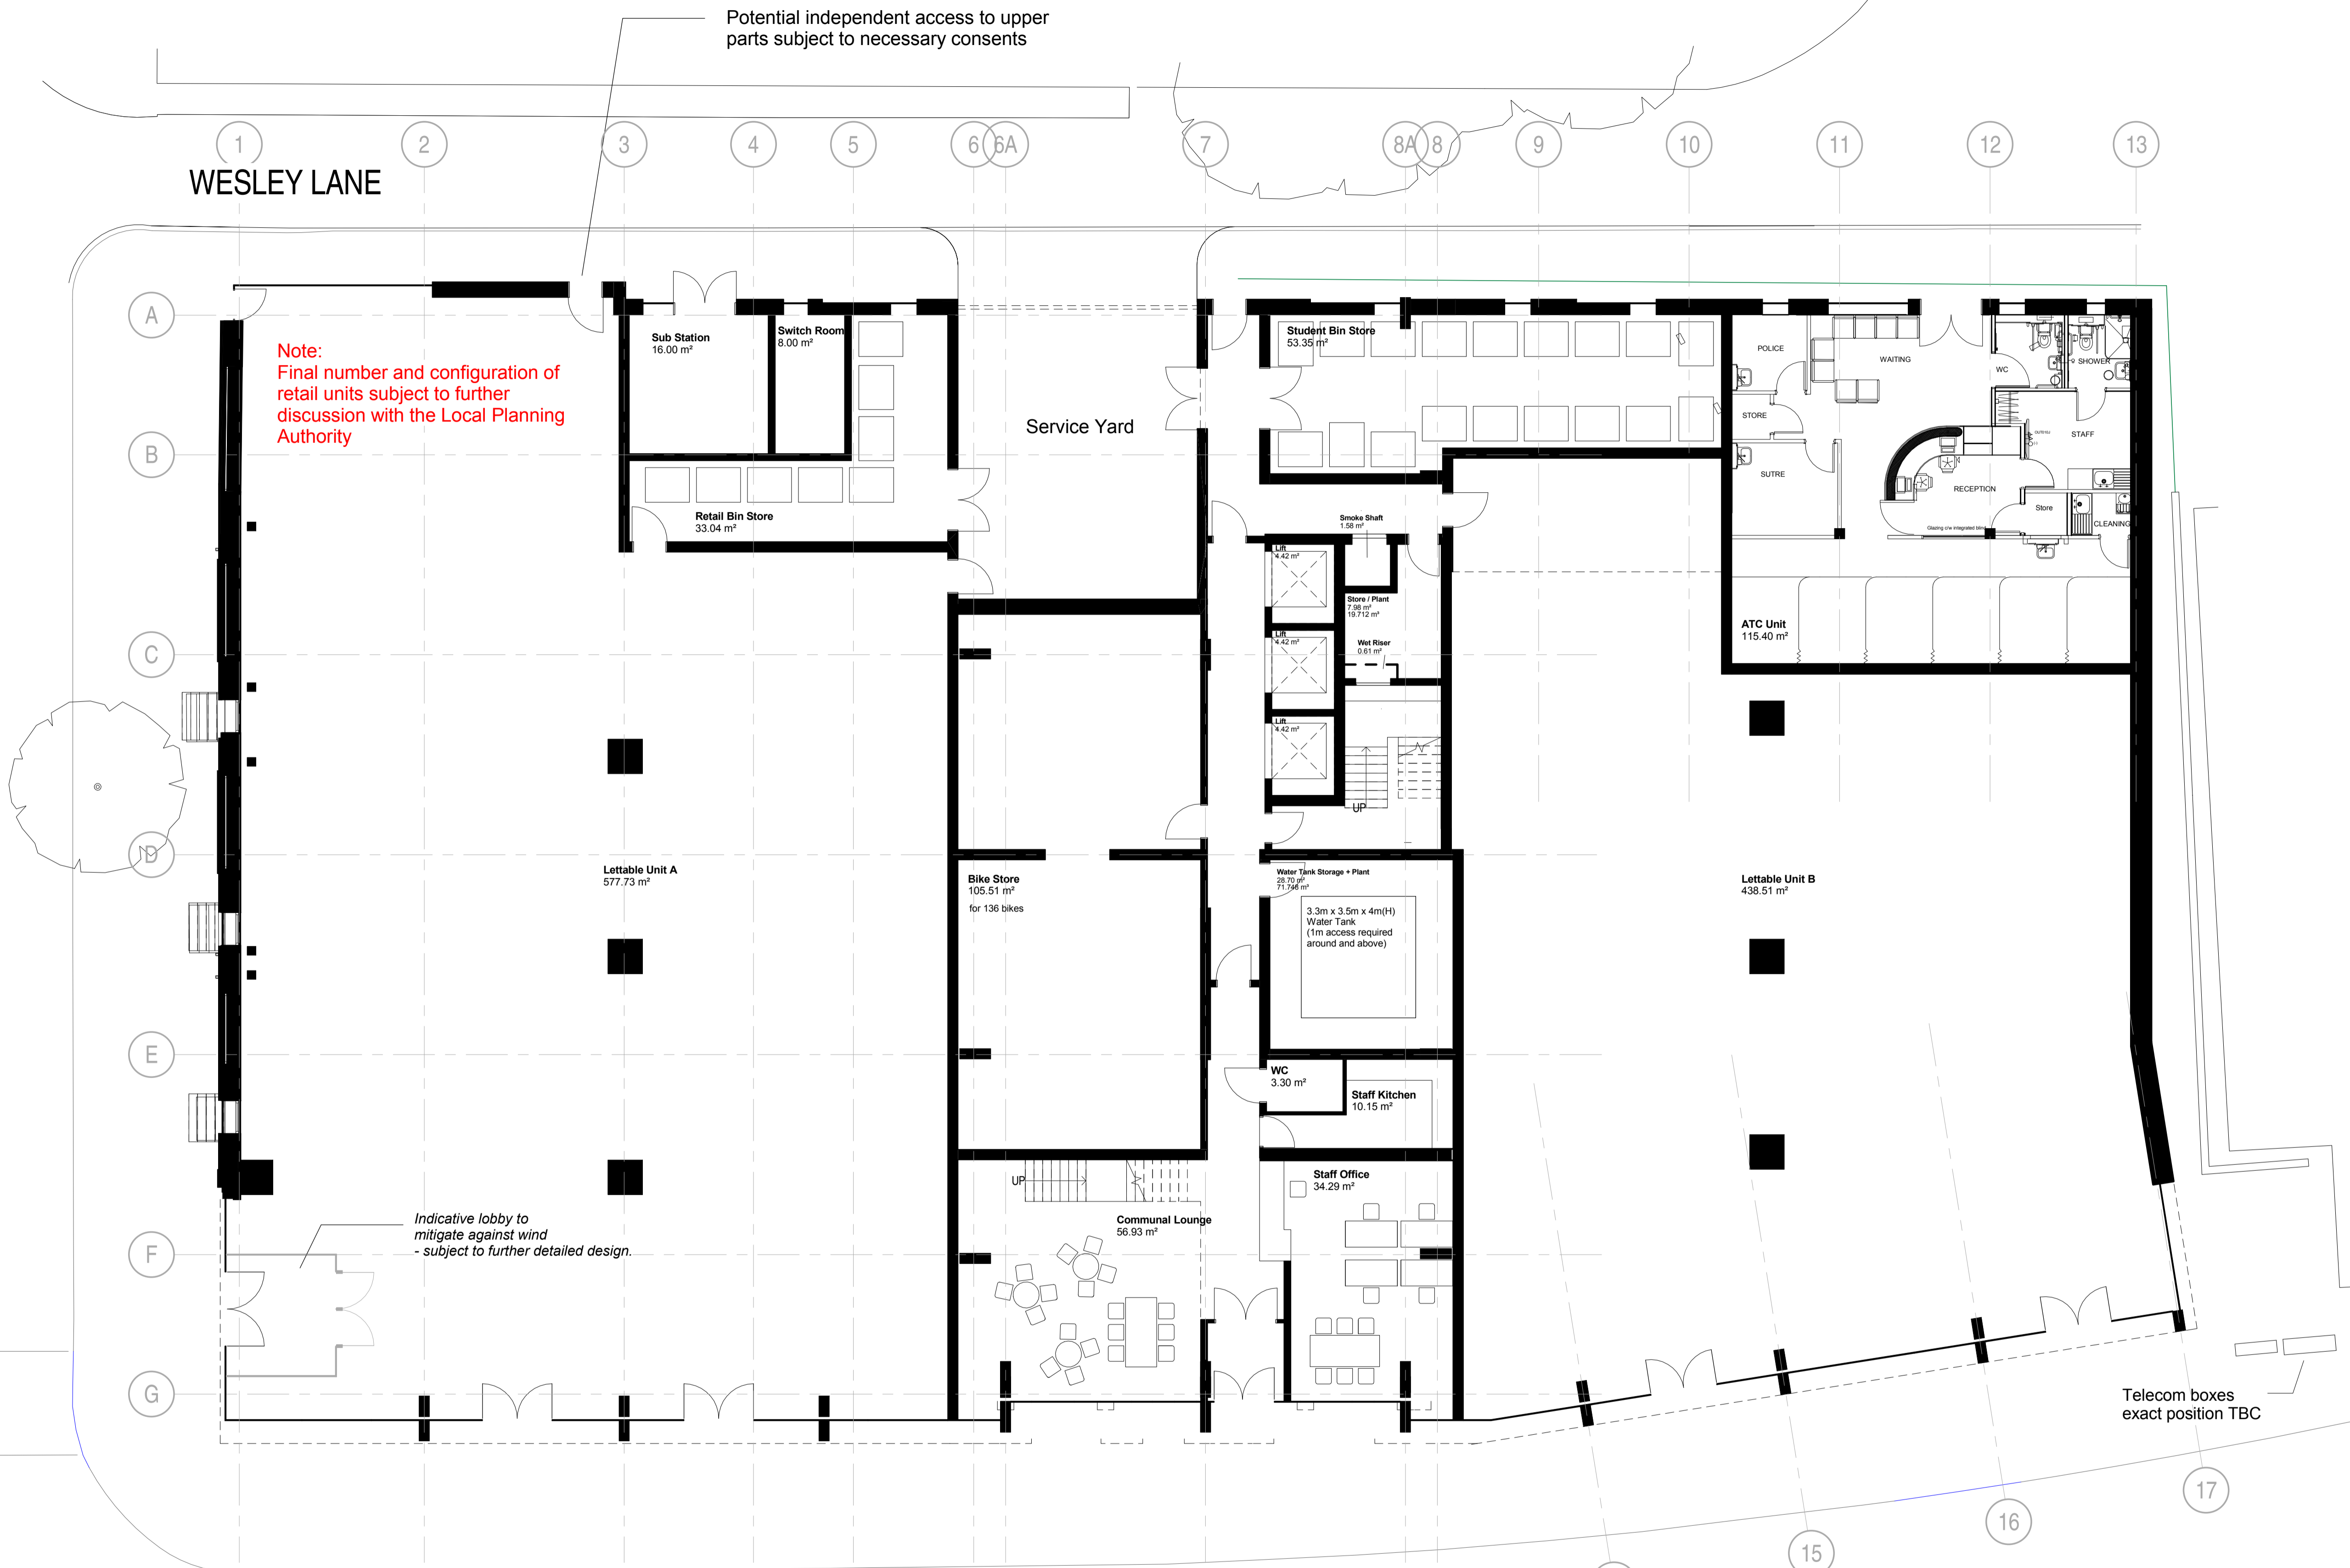 Potential independent access to upper
parts subject to necessary consents
1
2
3
4
5
6
6A
7
8A
8
9
10
11
12
13
WESLEY LANE
A
Note:
Final number and configuration of
retail units subject to further
discussion with the Local Planning
Authority
Sub Station
16.00 m²
Switch Room
8.00 m²
Student Bin Store
53.35 m²
POLICE
WAITING
WC
SHOWER
STORE
STAFF
Service Yard
B
SUTRE
RECEPTION
Store
CLEANING
Glazing c/w integrated blind
Retail Bin Store
33.04 m²
Smoke Shaft
1.58 m²
Lift
4.42 m²
Store / Plant
7.98 m²
19.712 m³
Wet Riser
0.61 m²
Lift
4.42 m²
ATC Unit
115.40 m²
C
Lift
4.42 m²
UP
D
Lettable Unit A
577.73 m²
Bike Store
105.51 m²
for 136 bikes
Water Tank Storage + Plant
28.70 m²
71.748 m³
3.3m x 3.5m x 4m(H)
Water Tank
(1m access required
around and above)
Lettable Unit B
438.51 m²
E
WC
3.30 m²
Staff Kitchen
10.15 m²
UP
Staff Office
34.29 m²
Communal Lounge
56.93 m²
Indicative lobby to
mitigate against wind
- subject to further detailed design.
F
G
Telecom boxes
exact position TBC
17
16
15